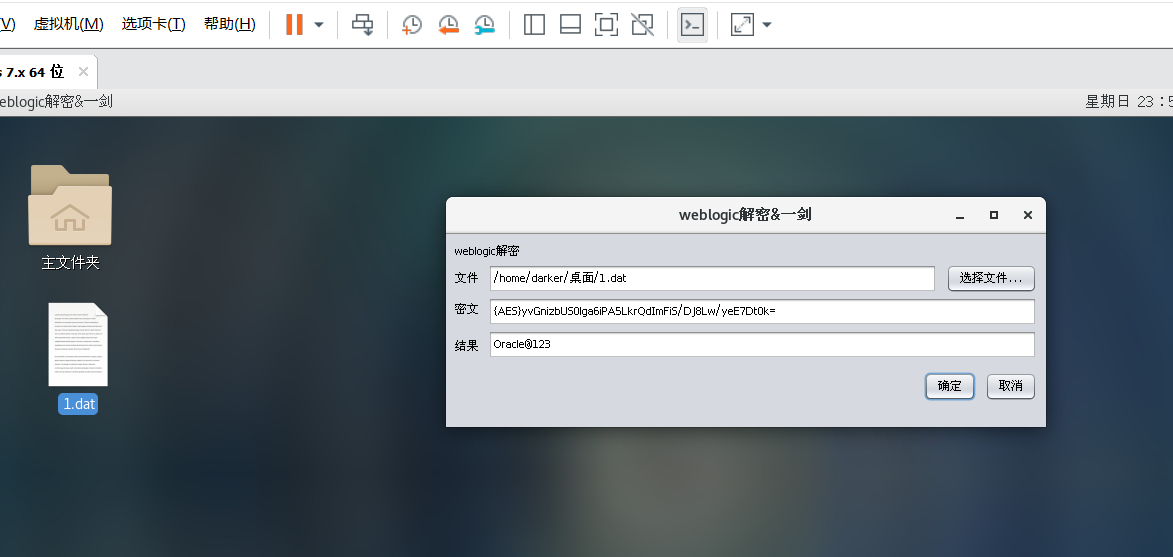 V) 虚拟机(M) 选项卡(T) 帮助(H)
s 7.x 64 位
eblogic解密&一剑
星期日 23：5
主文件夹
1.dat
weblogic解密&一剑
weblogic解密
文件 /home/darker/桌面/1.dat 选择文件...
密文 {AES}yvGnizbUS0lga6iPA5LkrQdImFiS/DJ8Lw/yeE7Dt0k=
结果 Oracle@123
确定 取消